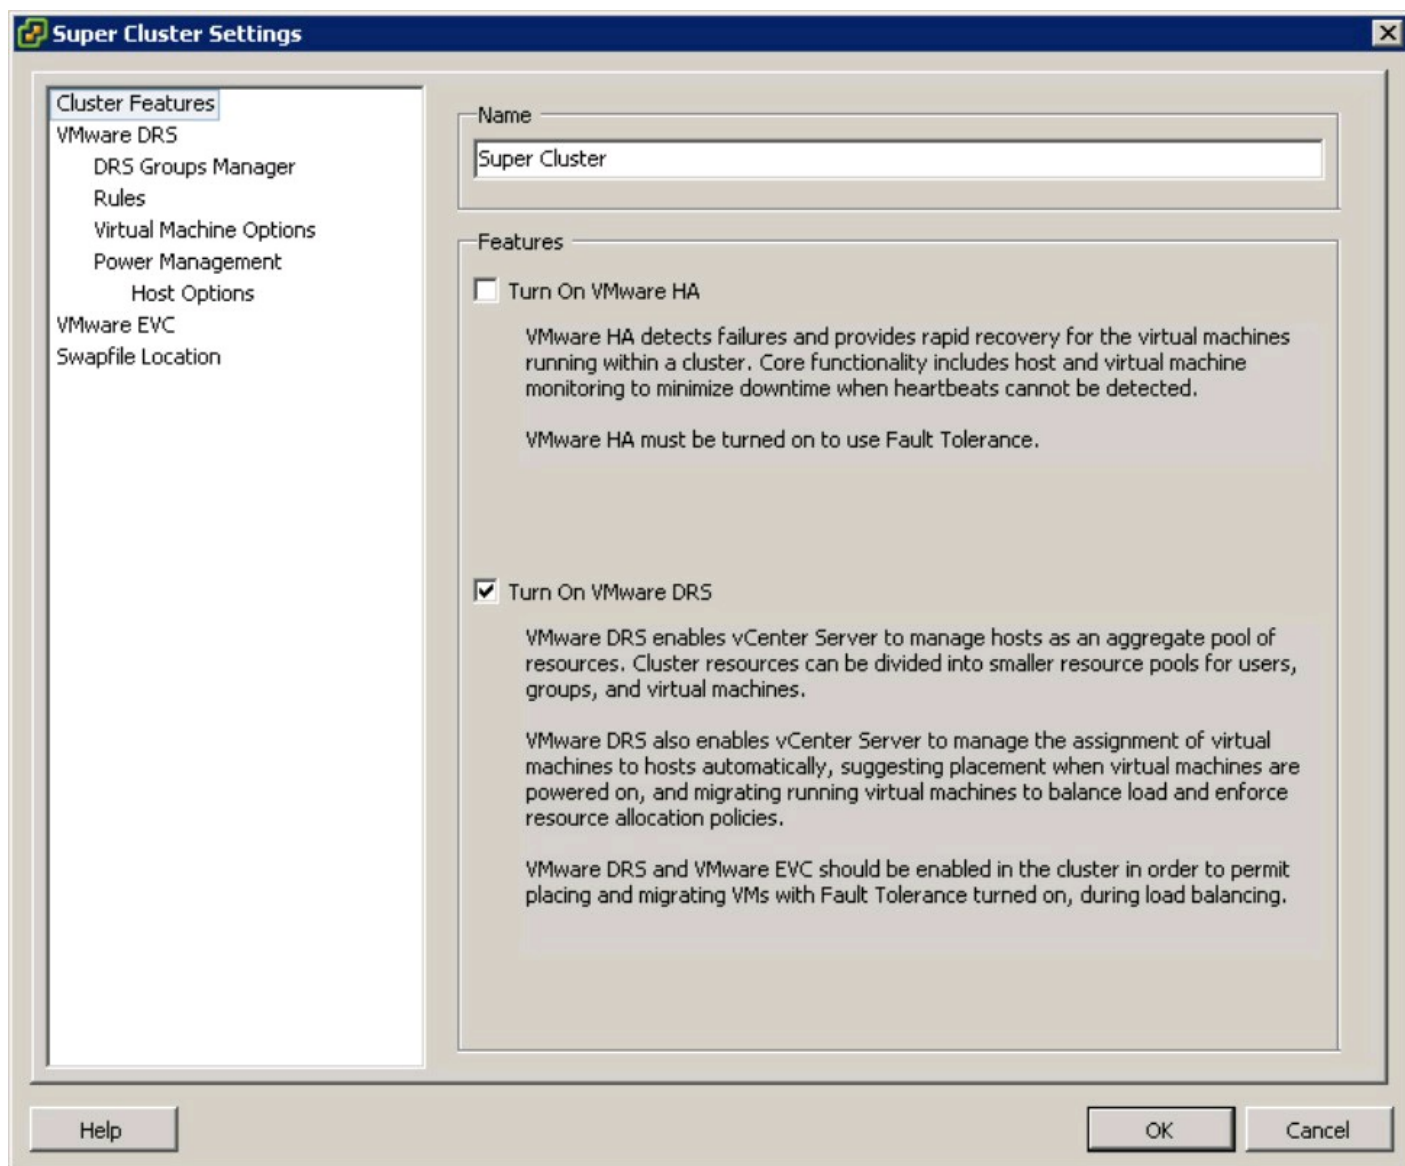 Super Cluster Settings
Cluster Features
VMware DRS
DRS Groups Manager
Rules
Virtual Machine Options
Power Management
Host Options
VMware EVC
Swapfile Location
Name
Super Cluster
Features
Turn On VMware HA
VMware HA detects failures and provides rapid recovery for the virtual machines
running within a cluster. Core functionality includes host and virtual machine
monitoring to minimize downtime when heartbeats cannot be detected.
VMware HA must be turned on to use Fault Tolerance.
Turn On VMware DRS
VMware DRS enables vCenter Server to manage hosts as an aggregate pool of
resources. Cluster resources can be divided into smaller resource pools for users,
groups, and virtual machines.
VMware DRS also enables vCenter Server to manage the assignment of virtual
machines to hosts automatically, suggesting placement when virtual machines are
powered on, and migrating running virtual machines to balance load and enforce
resource allocation policies.
VMware DRS and VMware EVC should be enabled in the cluster in order to permit
placing and migrating VMs with Fault Tolerance turned on, during load balancing.
Help
OK
Cancel